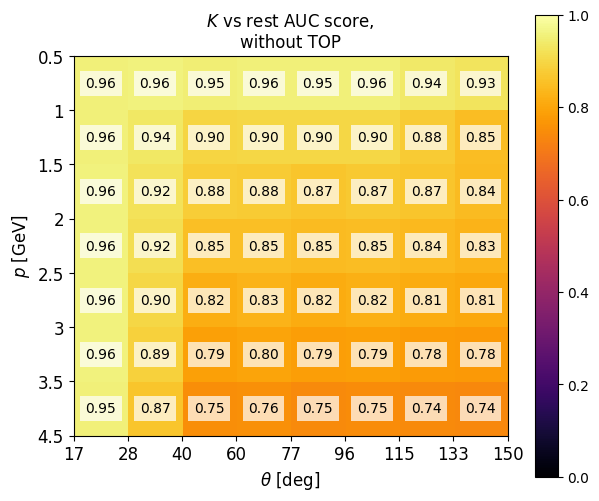 K vs rest AUC score,
without TOP
0.5
1
1.5
2
2.5
3
3.5
4.5
p [GeV]
0.96 0.96 0.95 0.96 0.95 0.96 0.94 0.93
0.96 0.94 0.90 0.90 0.90 0.90 0.88 0.85
0.96 0.92 0.88 0.88 0.87 0.87 0.87 0.84
0.96 0.92 0.85 0.85 0.85 0.85 0.84 0.83
0.96 0.90 0.82 0.83 0.82 0.82 0.81 0.81
0.96 0.89 0.79 0.80 0.79 0.79 0.78 0.78
0.95 0.87 0.75 0.76 0.75 0.75 0.74 0.74
17 28 40 60 77 96 115 133 150
θ [deg]
1.0
0.8
0.6
0.4
0.2
0.0